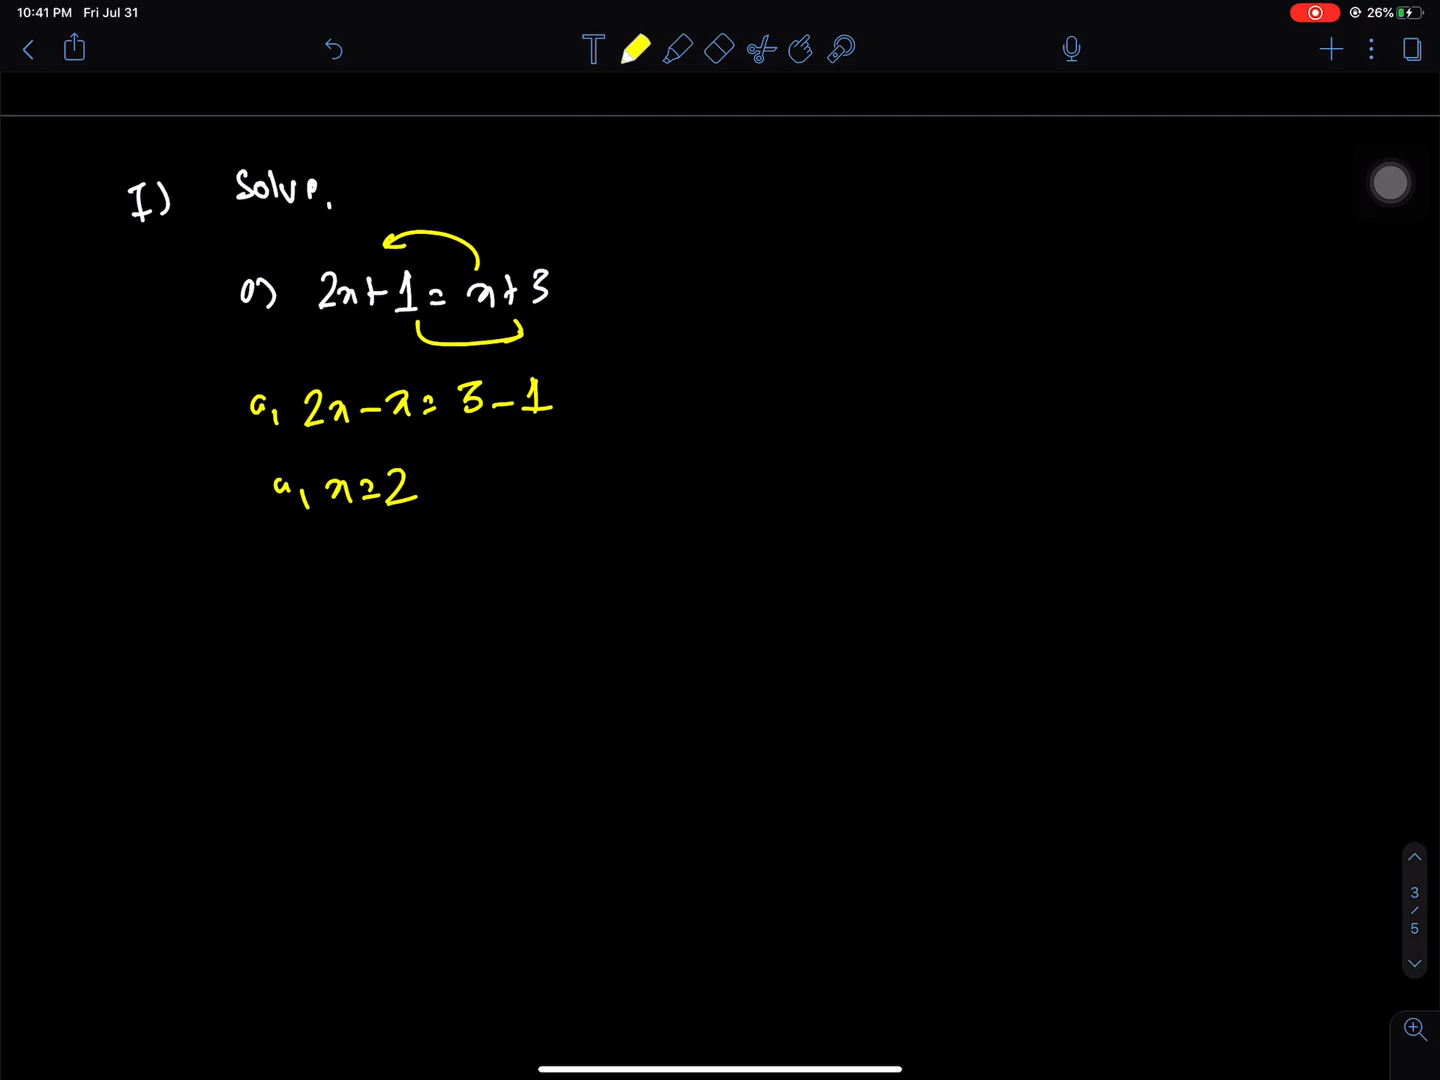 10:41 PM Fri Jul 31
26%
I) Solve.
a) 2x+1=x+3
a, 2x-x=3-1
a, x=2
3
/
5